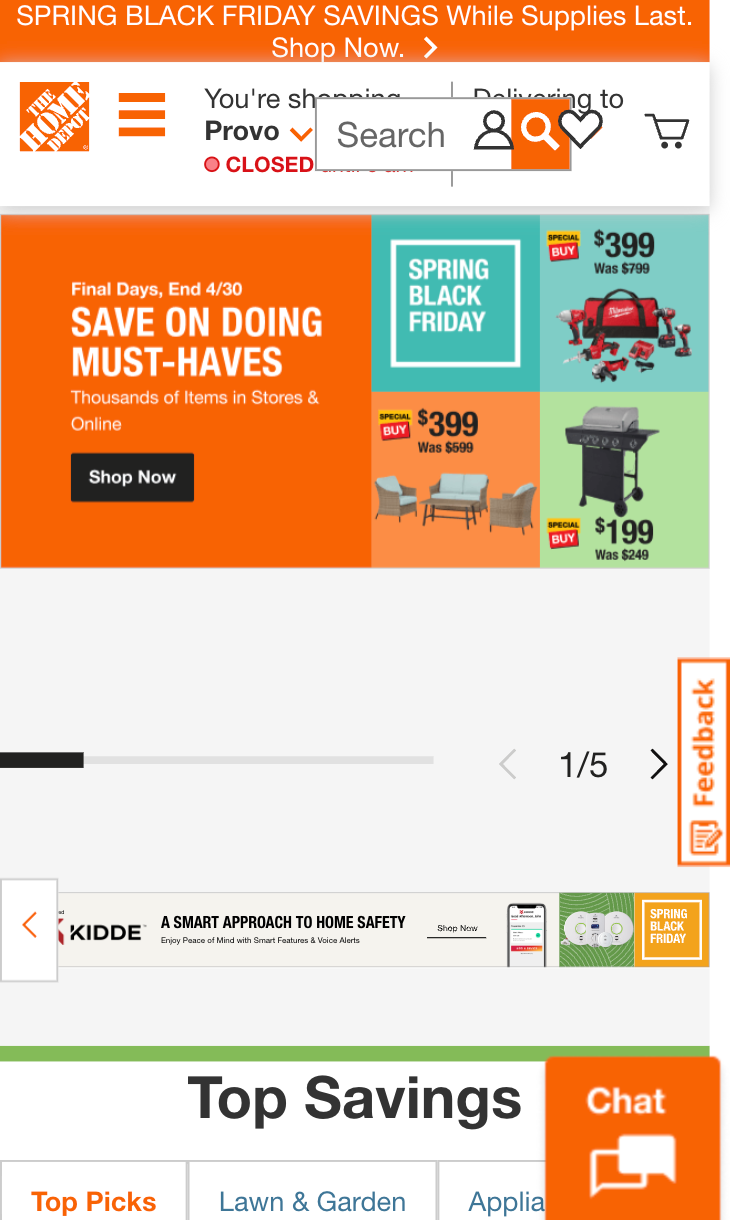 SPRING BLACK FRIDAY SAVINGS While Supplies Last.
Shop Now.
THE
HOME
DEPOT
You're shopping
Delivering to
Provo
Search
CLOSED
Final Days, End 4/30
SAVE ON DOING
MUST-HAVES
Thousands of Items in Stores &
Online
Shop Now
SPRING
BLACK
FRIDAY
SPECIAL
BUY
$399
Was $799
Milwaukee
SPECIAL
BUY
$399
Was $599
SPECIAL
BUY
$199
Was $249
1/5
Feedback
KIDDE
A SMART APPROACH TO HOME SAFETY
Enjoy Peace of Mind with Smart Features & Voice Alerts
Shop Now
SPRING
BLACK
FRIDAY
Top Savings
Chat
Top Picks
Lawn & Garden
Applia